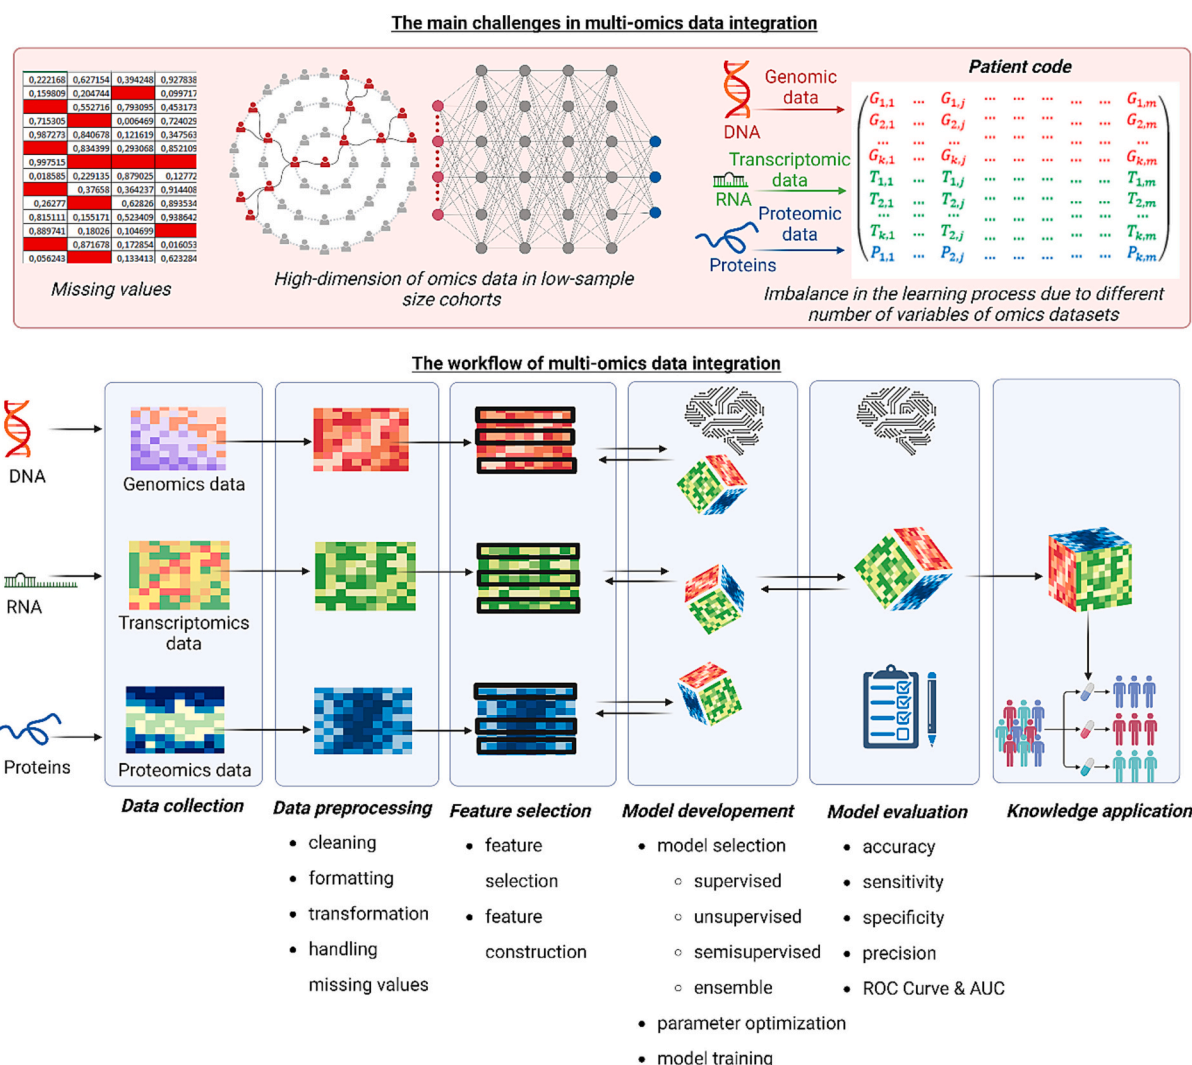 The main challenges in multi-omics data integration
0,222168 0,627154 0,394248 0,927838
0,159809 0,204744 0,099717
0,552716 0,793095 0,453173
0,715305 0,006469 0,724029
0,987273 0,840678 0,121619 0,347563
0,834399 0,293068 0,852109
0,997515
0,018585 0,229135 0,879025 0,12772
0,37658 0,364237 0,914408
0,26277 0,62826 0,893534
0,815111 0,155171 0,523409 0,938642
0,889741 0,18026 0,104699
0,871678 0,172854 0,016053
0,056243 0,133413 0,623284
Missing values
High-dimension of omics data in low-sample
size cohorts
Patient code
Genomic
data
DNA
Transcriptomic
data
RNA
Proteomic
data
Proteins
G1,1 ... G1,j ... ... ... ... ... G1,m
G2,1 ... G2,j ... ... ... ... ... G2,m
... ... ... ... ... ... ... ...
Gk,1 ... Gk,j ... ... ... ... ... Gk,m
T1,1 ... T1,j ... ... ... ... ... T1,m
T2,1 ... T2,j ... ... ... ... ... T2,m
... ... ... ... ... ... ... ...
Tk,1 ... T2,j ... ... ... ... ... Tk,m
P1,1 ... P2,j ... ... ... ... ... Pk,m
Imbalance in the learning process due to different
number of variables of omics datasets
The workflow of multi-omics data integration
DNA
Genomics data
RNA
Transcriptomics
data
Proteins
Proteomics data
Data collection
Data preprocessing
• cleaning
• formatting
• transformation
• handling
missing values
Feature selection
• feature
selection
• feature
construction
Model developement
• model selection
○ supervised
○ unsupervised
○ semisupervised
○ ensemble
• parameter optimization
• model training
Model evaluation
• accuracy
• sensitivity
• specificity
• precision
• ROC Curve & AUC
Knowledge application